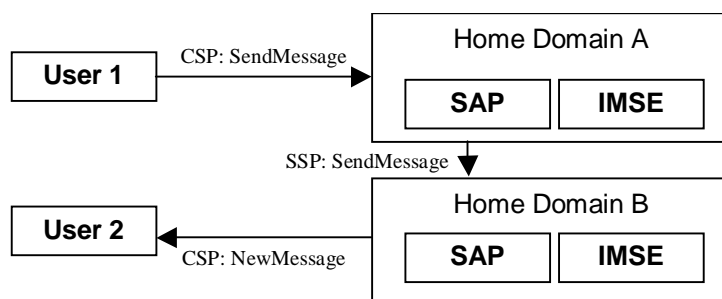 Home Domain A
CSP: SendMessage
User 1
SAP
IMSE
SSP: SendMessage
Home Domain B
User 2
CSP: NewMessage
SAP
IMSE